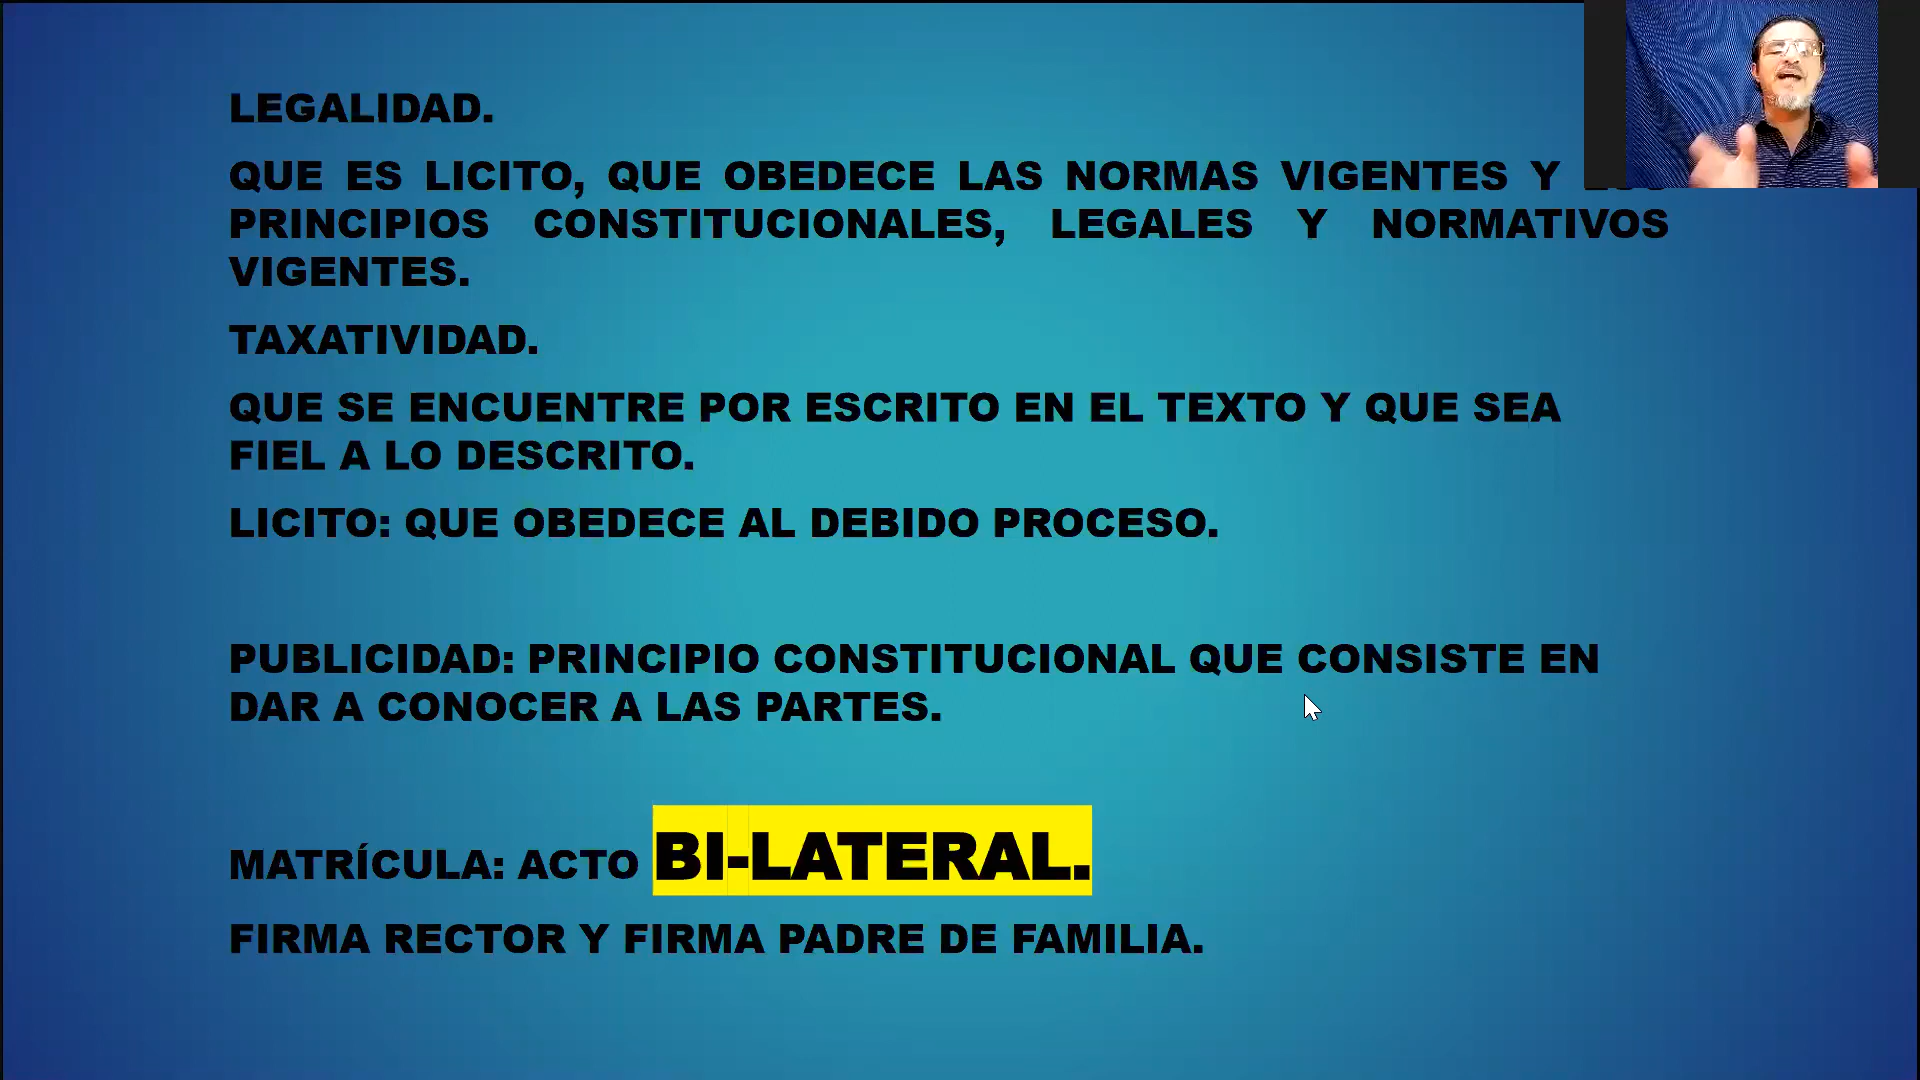 LEGALIDAD.
QUE ES LICITO, QUE OBEDECE LAS NORMAS VIGENTES Y
PRINCIPIOS CONSTITUCIONALES, LEGALES Y NORMATIVOS
VIGENTES.
TAXATIVIDAD.
QUE SE ENCUENTRE POR ESCRITO EN EL TEXTO Y QUE SEA
FIEL A LO DESCRITO.
LICITO: QUE OBEDECE AL DEBIDO PROCESO.
PUBLICIDAD: PRINCIPIO CONSTITUCIONAL QUE CONSISTE EN
DAR A CONOCER A LAS PARTES.
MATRÍCULA: ACTO BI-LATERAL.
FIRMA RECTOR Y FIRMA PADRE DE FAMILIA.